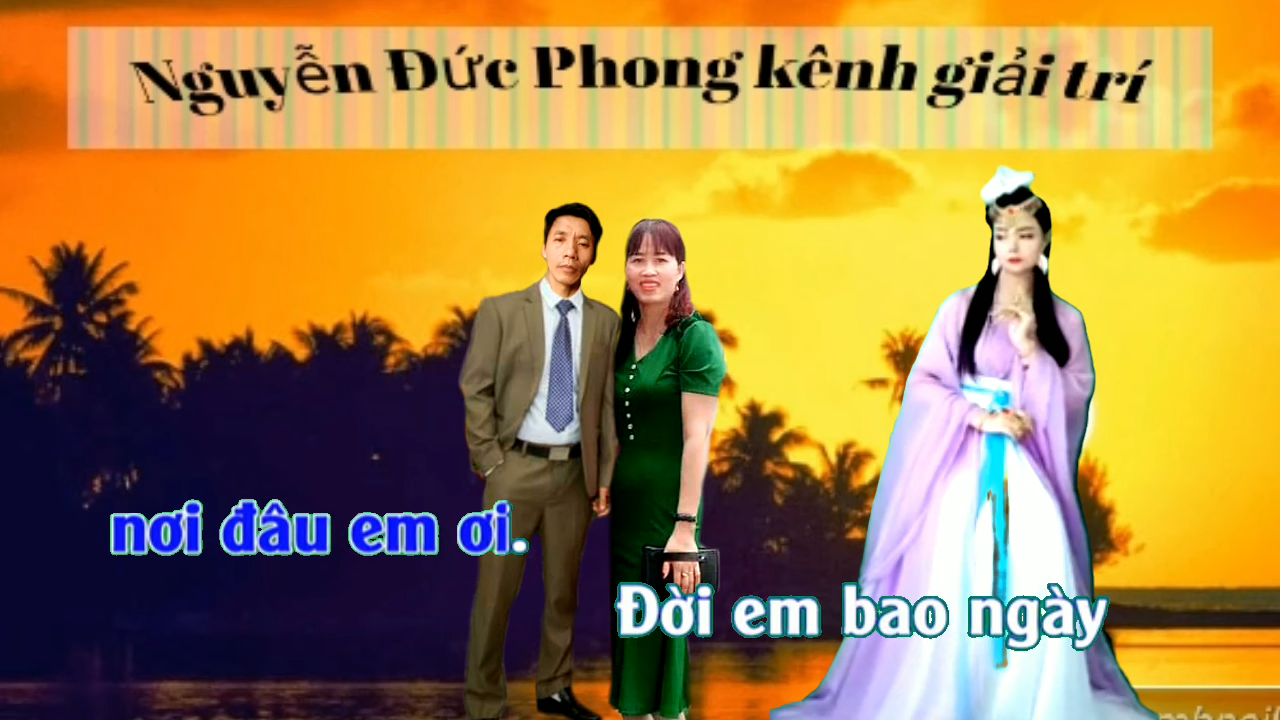 Nguyễn Đức Phong kênh giải trí
nơi đâu em ơi.
Đời em bao ngày